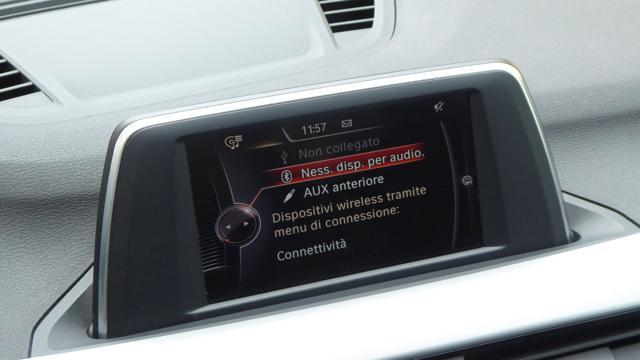 11:57
Non collegato
Ness. disp. per audio.
AUX anteriore
Dispositivi wireless tramite
menu di connessione:
Connettività